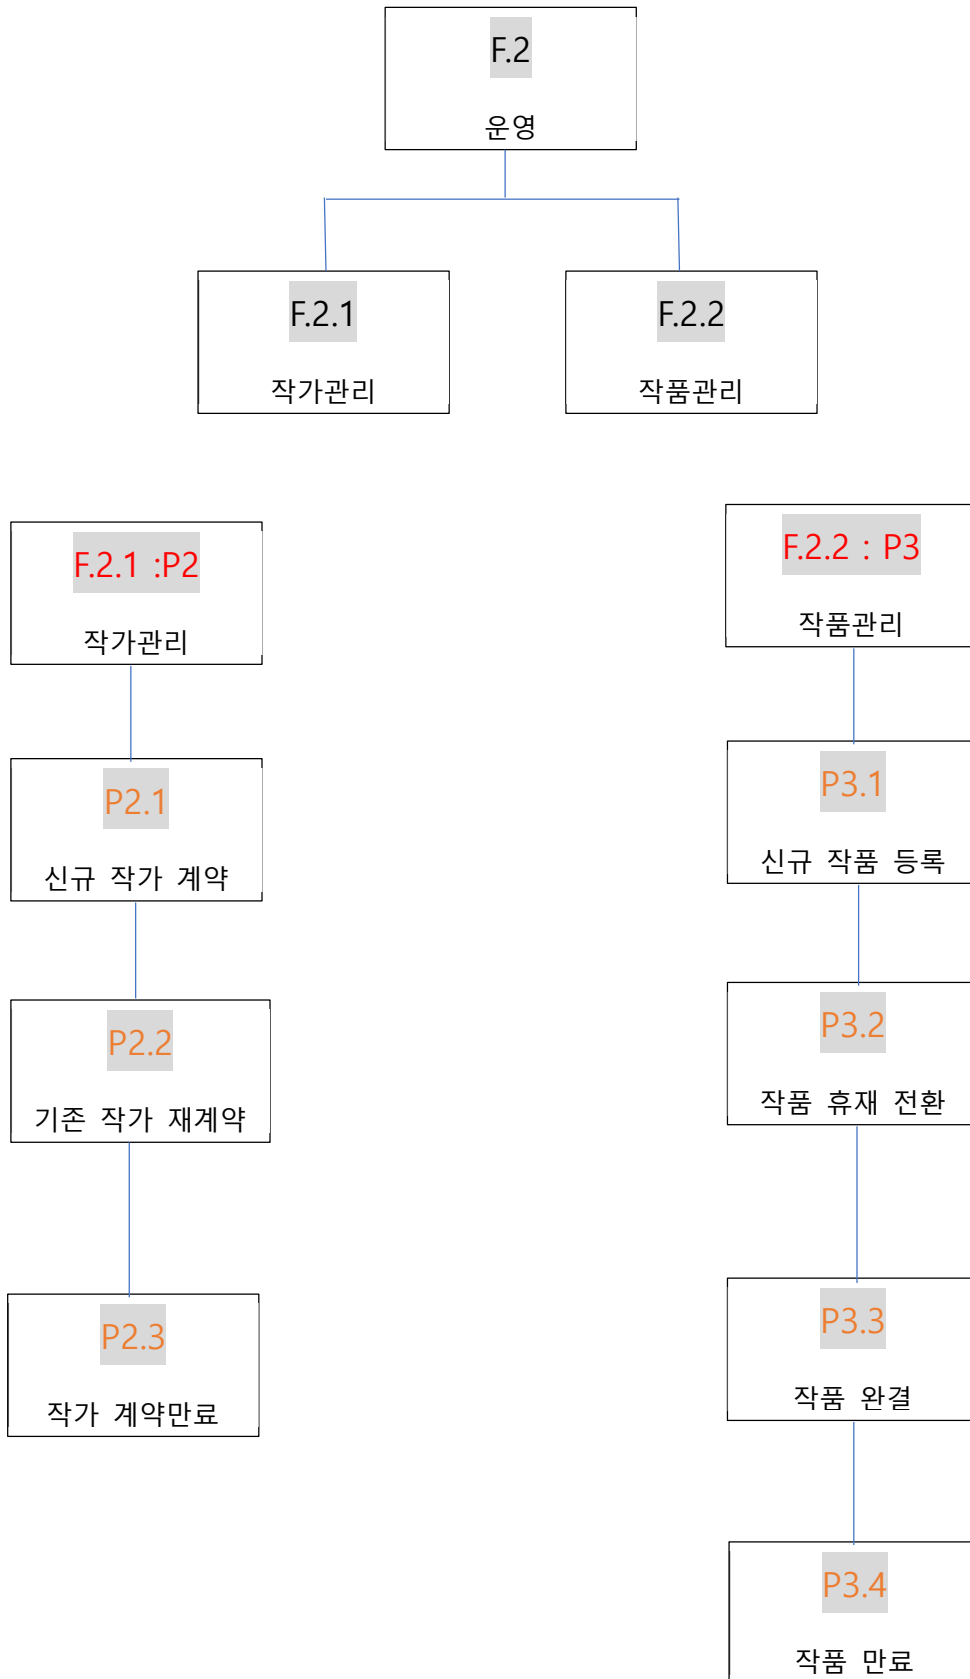 F.2
운영
F.2.1
작가관리
F.2.2
작품관리
F.2.1 :P2
작가관리
P2.1
신규 작가 계약
P2.2
기존 작가 재계약
P2.3
작가 계약만료
F.2.2 : P3
작품관리
P3.1
신규 작품 등록
P3.2
작품 휴재 전환
P3.3
작품 완결
P3.4
작품 만료